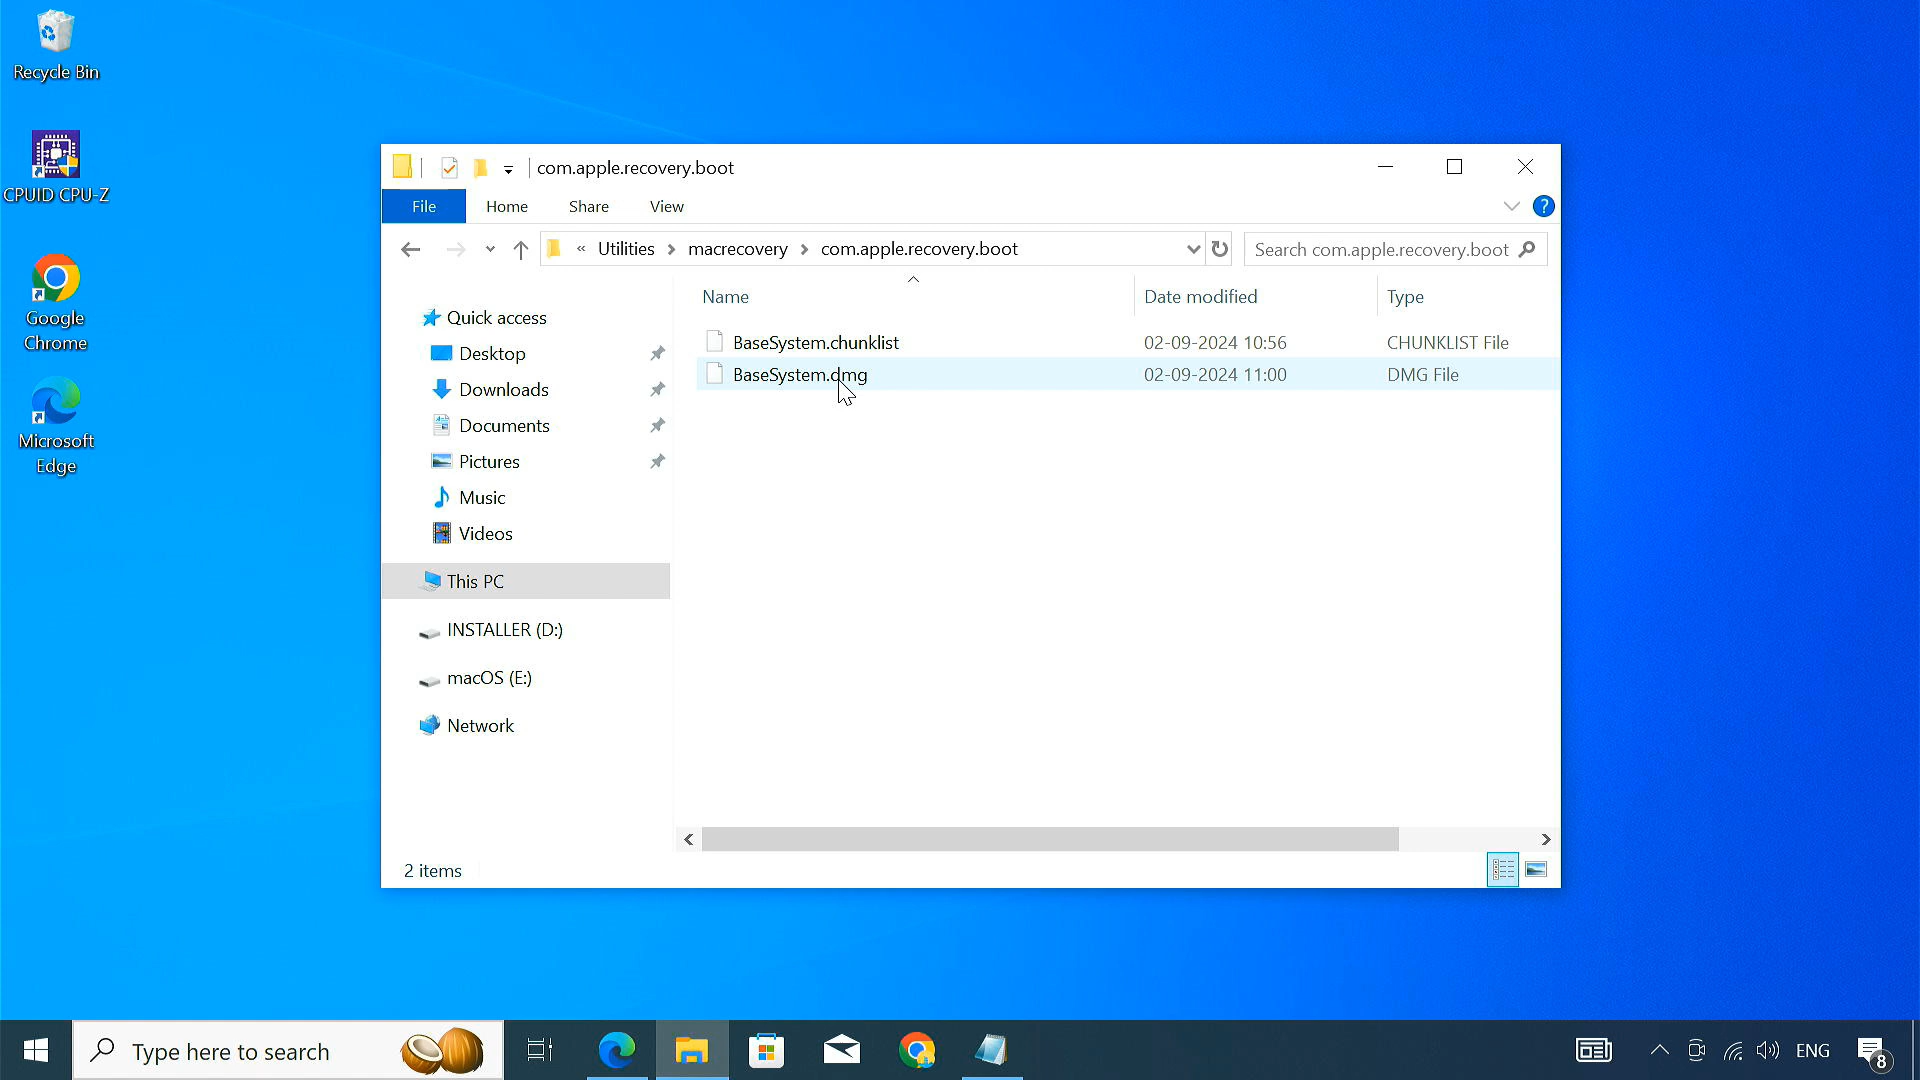 Recycle Bin
CPUID CPU-Z
Google
Chrome
Microsoft
Edge
com.apple.recovery.boot
File
Home
Share
View
?
« Utilities > macrecovery > com.apple.recovery.boot
Search com.apple.recovery.boot
Name
Date modified
Type
BaseSystem.chunklist
02-09-2024 10:56
CHUNKLIST File
BaseSystem.dmg
02-09-2024 11:00
DMG File
Quick access
Desktop
Downloads
Documents
Pictures
Music
Videos
This PC
INSTALLER (D:)
macOS (E:)
Network
2 items
Type here to search
ENG
8